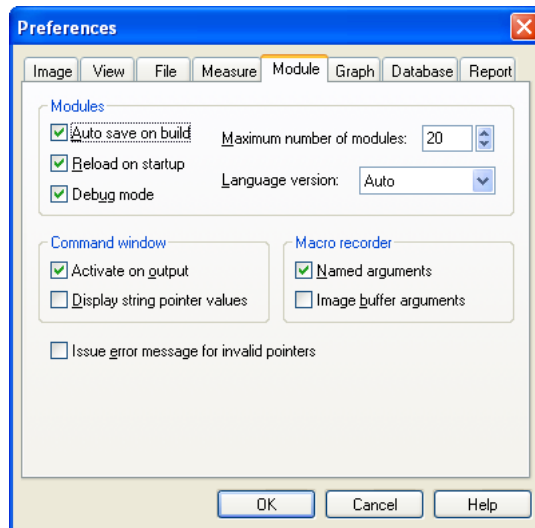 Preferences
Image View File Measure Module Graph Database Report
Modules
Auto save on build
Maximum number of modules: 20
Reload on startup
Language version: Auto
Debug mode
Command window
Macro recorder
Activate on output
Named arguments
Display string pointer values
Image buffer arguments
Issue error message for invalid pointers
OK Cancel Help